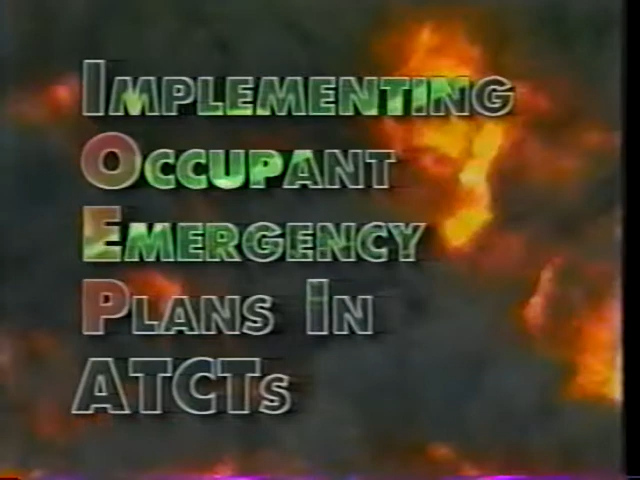 IMPLEMENTING
OCCUPANT
EMERGENCY
PLANS IN
ATCTS